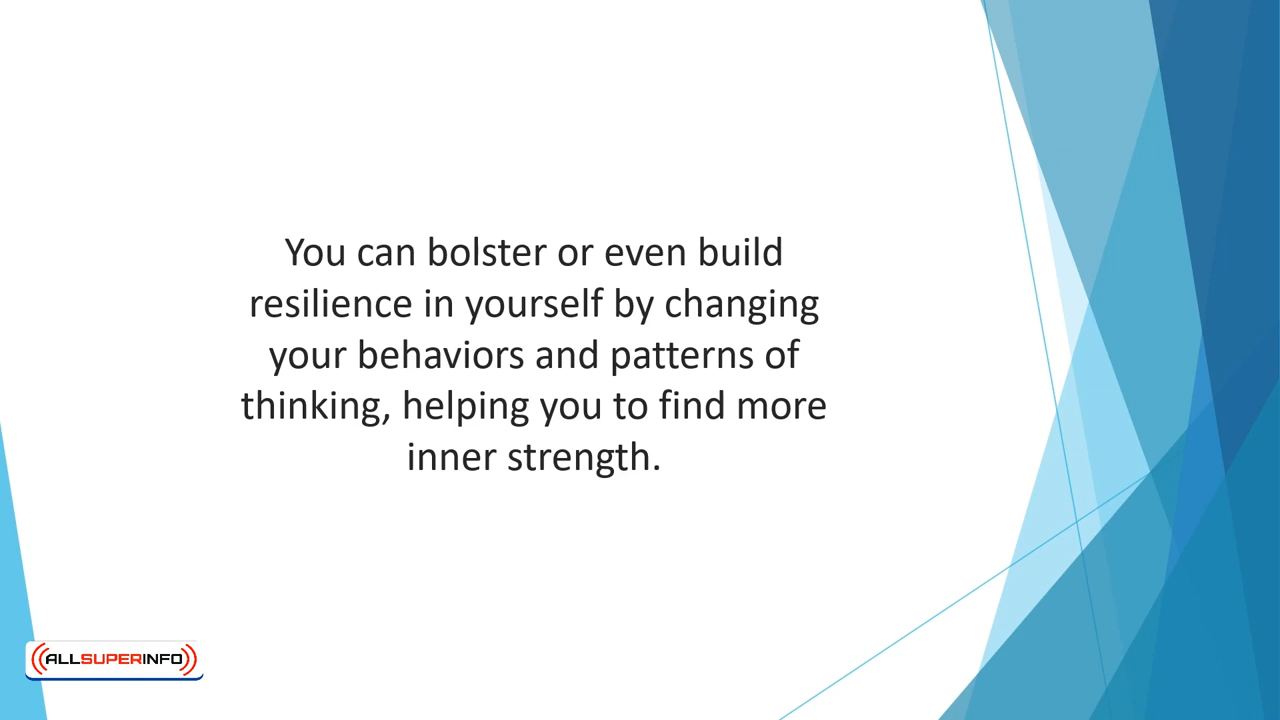 You can bolster or even build
resilience in yourself by changing
your behaviors and patterns of
thinking, helping you to find more
inner strength.
ALLSUPERINFO